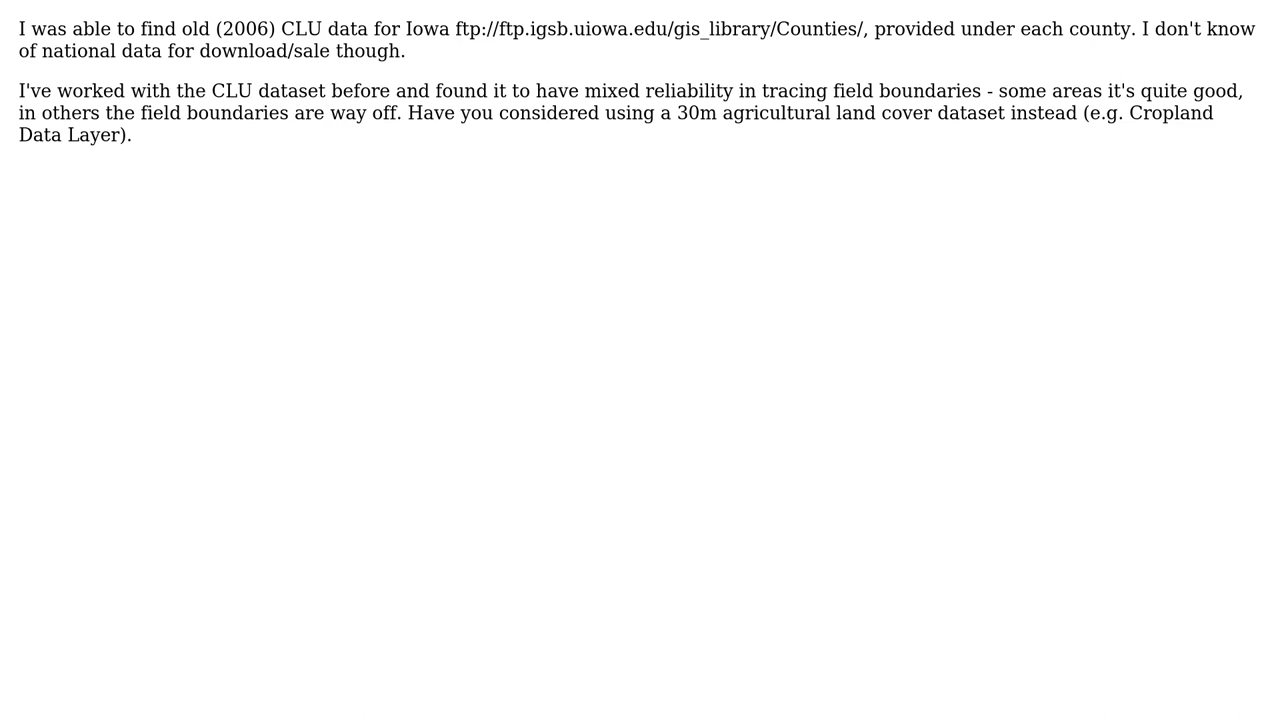 I was able to find old (2006) CLU data for Iowa ftp://ftp.igsb.uiowa.edu/gis_library/Counties/, provided under each county. I don't know
of national data for download/sale though.
I've worked with the CLU dataset before and found it to have mixed reliability in tracing field boundaries - some areas it's quite good,
in others the field boundaries are way off. Have you considered using a 30m agricultural land cover dataset instead (e.g. Cropland
Data Layer).